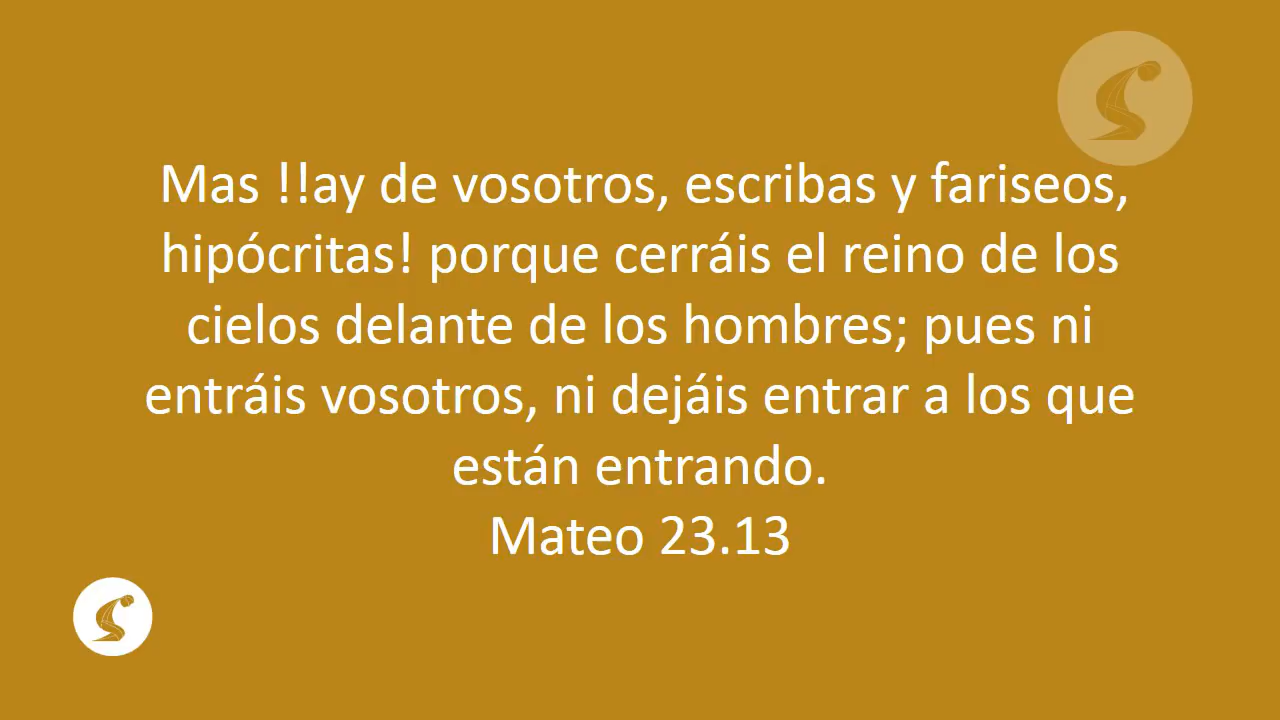 Mas !!ay de vosotros, escribas y fariseos,
hipócritas! porque cerráis el reino de los
cielos delante de los hombres; pues ni
entráis vosotros, ni dejáis entrar a los que
están entrando.
Mateo 23.13